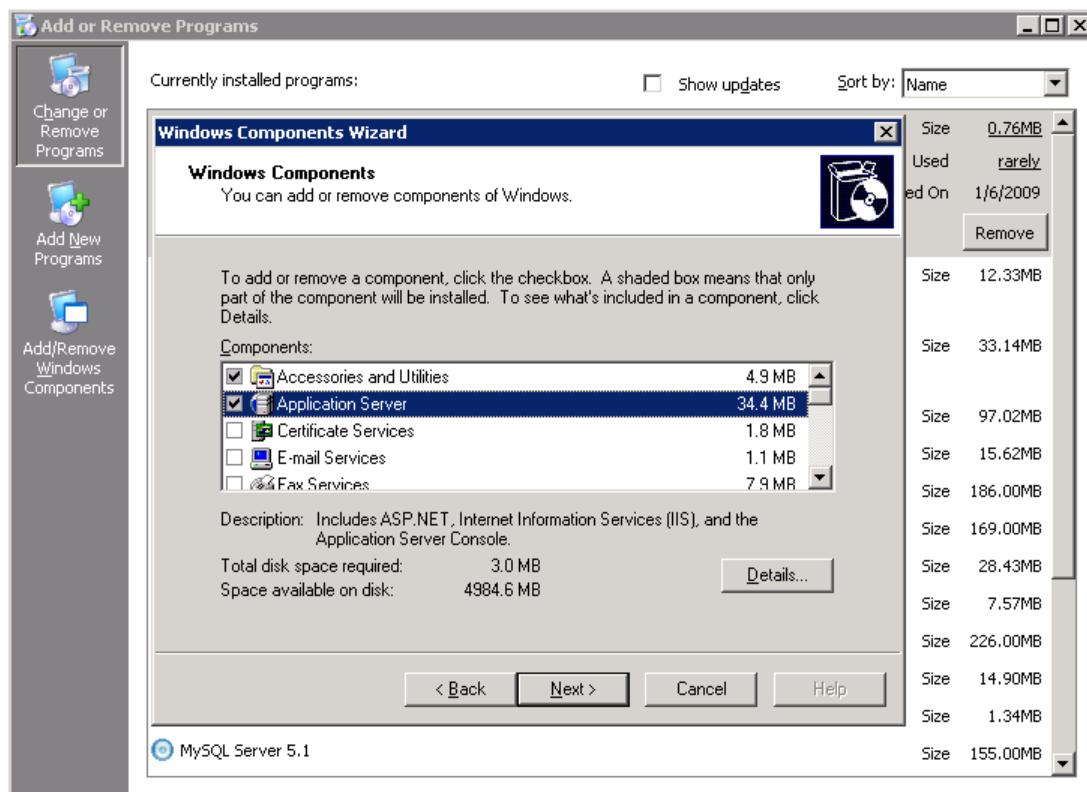 Add or Remove Programs
Change or
Remove
Programs
Add New
Programs
Add/Remove
Windows
Components
Currently installed programs:
Show updates
Sort by:
Name
Windows Components Wizard
Windows Components
You can add or remove components of Windows.
To add or remove a component, click the checkbox. A shaded box means that only
part of the component will be installed. To see what's included in a component, click
Details.
Components:
Accessories and Utilities 4.9 MB
Application Server 34.4 MB
Certificate Services 1.8 MB
E-mail Services 1.1 MB
Fax Services 7.9 MB
Description: Includes ASP.NET, Internet Information Services (IIS), and the
Application Server Console.
Total disk space required: 3.0 MB
Space available on disk: 4984.6 MB
Details...
< Back
Next >
Cancel
Help
Size 0.76MB
Used rarely
ed On 1/6/2009
Remove
Size 12.33MB
Size 33.14MB
Size 97.02MB
Size 15.62MB
Size 186.00MB
Size 169.00MB
Size 28.43MB
Size 7.57MB
Size 226.00MB
Size 14.90MB
Size 1.34MB
MySQL Server 5.1 Size 155.00MB